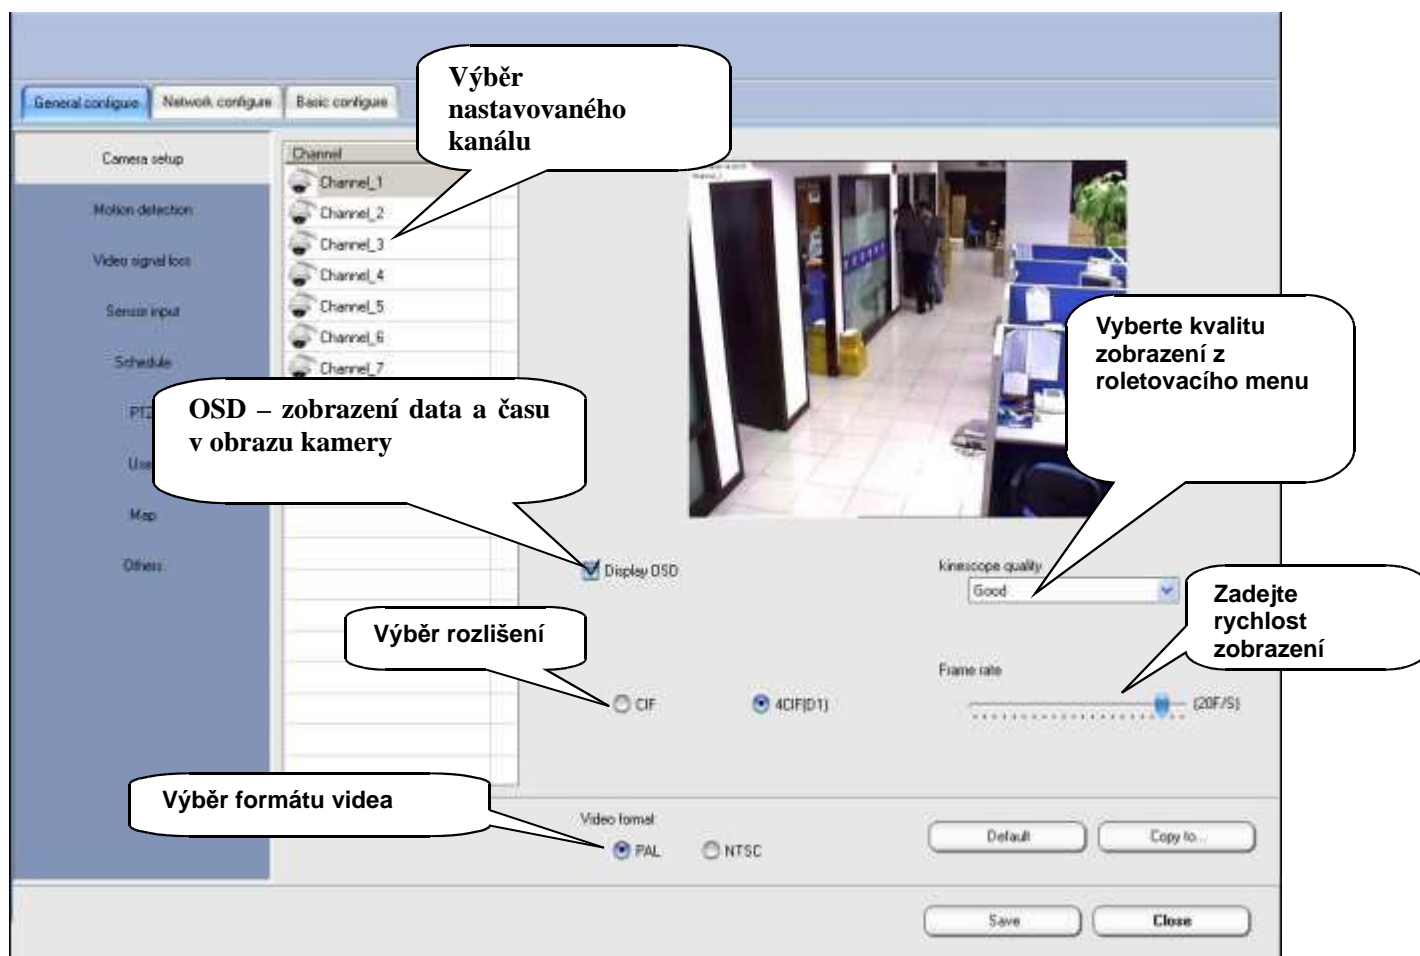 General configure Network configure Basic configure
Výběr
nastavovaného
kanálu
Camera setup
Motion detection
Video signal loss
Sensor input
Schedule
Map
Others
Channel
Channel_1
Channel_2
Channel_3
Channel_4
Channel_5
Channel_6
Channel_7
OSD – zobrazení data a času
v obrazu kamery
Vyberte kvalitu
zobrazení z
roletovacího menu
Display OSD
kinescope quality
Good
Zadejte
rychlost
zobrazení
Výběr rozlišení
CIF
4CIF(D1)
Frame rate
(20F/S)
Výběr formátu videa
Video format
PAL
NTSC
Default
Copy to...
Save
Close